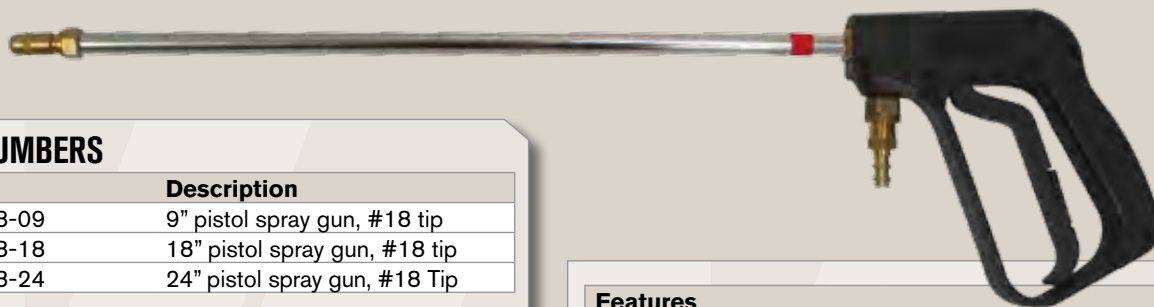 UMBERS
Description
3-09 9” pistol spray gun, #18 tip
3-18 18” pistol spray gun, #18 tip
3-24 24” pistol spray gun, #18 Tip
Features